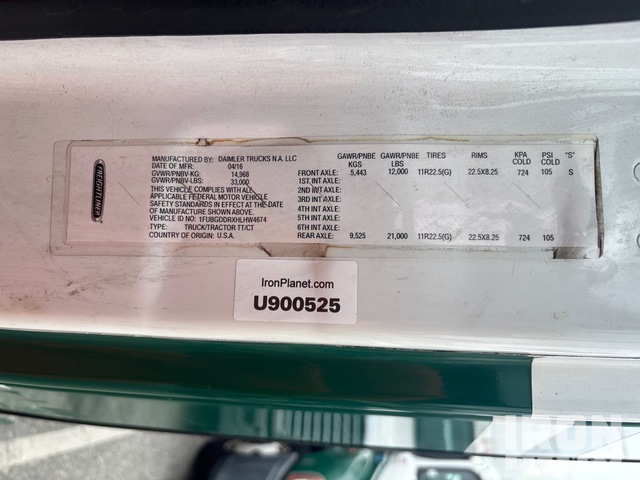 FREIGHTLINER
MANUFACTURED BY: DAIMLER TRUCKS N.A. LLC
DATE OF MFR: 04/16
GVWR/PNBV-KG: 14,968
GVWR/PNBV-LBS: 33,000
THIS VEHICLE COMPLIES WITH ALL
APPLICABLE FEDERAL MOTOR VEHICLE
SAFETY STANDARDS IN EFFECT AT THE DATE
OF MANUFACTURE SHOWN ABOVE.
VEHICLE ID NO: 1FUBGDDRXHLHW4674
TYPE: TRUCK/TRACTOR TT/CT
COUNTRY OF ORIGIN: U.S.A.
GAWR/PNBE GAWR/PNBE TIRES RIMS KPA PSI "S"
KGS LBS COLD COLD
FRONT AXLE: 5,443 12,000 11R22.5(G) 22.5X8.25 724 105 S
1ST INT AXLE:
2ND INT AXLE:
3RD INT AXLE:
4TH INT AXLE:
5TH INT AXLE:
6TH INT AXLE:
REAR AXLE: 9,525 21,000 11R22.5(G) 22.5X8.25 724 105
IronPlanet.com
U900525
IRON
PLANET